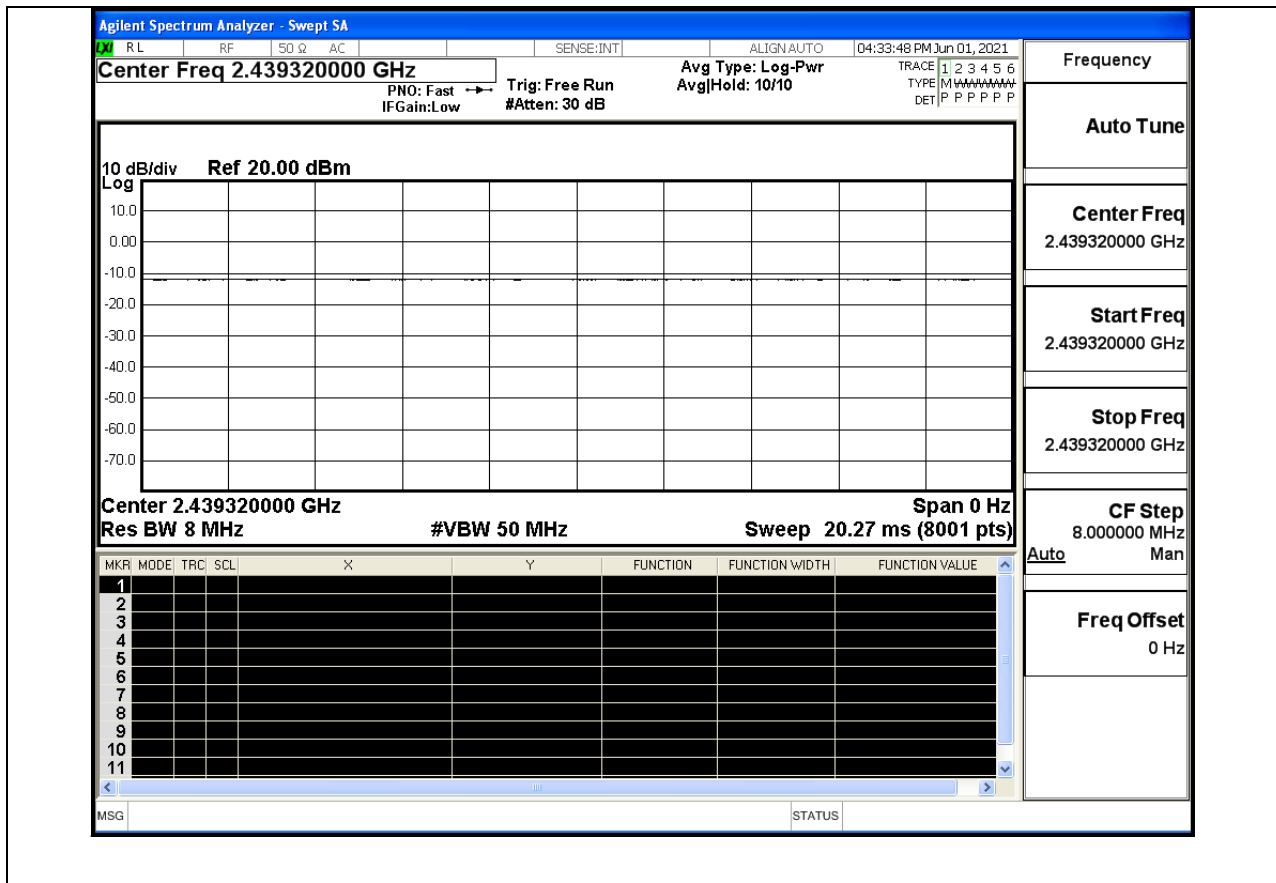 Agilent Spectrum Analyzer - Swept SA
LXI RL RF 50 Ω AC SENSE:INT ALIGN AUTO 04:33:48 PM Jun 01, 2021
Center Freq 2.439320000 GHz
PNO: Fast
IFGain:Low
Trig: Free Run
#Atten: 30 dB
Avg Type: Log-Pwr
Avg|Hold: 10/10
TRACE 1 2 3 4 5 6
TYPE M WWWWW
DET P P P P P P
10 dB/div Ref 20.00 dBm
Log
10.0
0.00
-10.0
-20.0
-30.0
-40.0
-50.0
-60.0
-70.0
Center 2.439320000 GHz Span 0 Hz
Res BW 8 MHz #VBW 50 MHz Sweep 20.27 ms (8001 pts)
MKR MODE TRC SCL X Y FUNCTION FUNCTION WIDTH FUNCTION VALUE
1
2
3
4
5
6
7
8
9
10
11
MSG STATUS
Frequency
Auto Tune
Center Freq
2.439320000 GHz
Start Freq
2.439320000 GHz
Stop Freq
2.439320000 GHz
CF Step
8.000000 MHz
Auto Man
Freq Offset
0 Hz